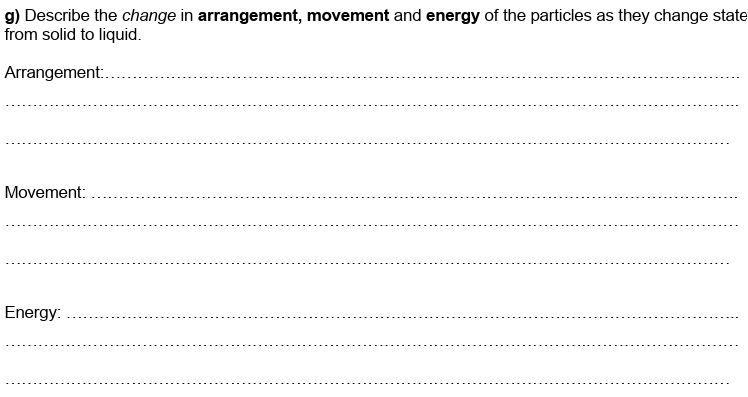 g) Describe the change in arrangement, movement and energy of the particles as they change state
from solid to liquid.
Arrangement:……………………………………………………………………………………………………..
……………………………………………………………………………………………………………………..
……………………………………………………………………………………………………………………
Movement: ……………………………………………………………………………………………………….
……………………………………………………………………………………………………………………..
……………………………………………………………………………………………………………………
Energy: …………………………………………………………………………………………………………..
……………………………………………………………………………………………………………………..
……………………………………………………………………………………………………………………